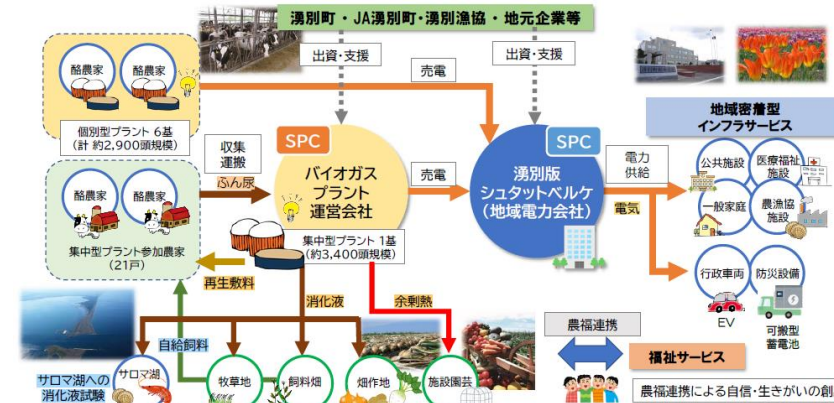 湧別町・JA湧別町・湧別漁協・地元企業等
出資・支援
出資・支援
酪農家
酪農家
個別型プラント 6基
(計 約2,900頭規模)
売電
SPC
SPC
収集
運搬
ふん尿
バイオガス
プラント
運営会社
売電
湧別版
シュタットベルケ
(地域電力会社)
電力
供給
電気
地域密着型
インフラサービス
公共施設
医療福祉
施設
一般家庭
農漁協
施設
行政車両
防災設備
EV
可搬型
蓄電池
酪農家
酪農家
集中型プラント参加農家
(21戸)
集中型プラント 1基
(約3,400頭規模)
再生敷料
消化液
余剰熱
自給飼料
サロマ湖への
消化液試験
サロマ湖
牧草地
飼料畑
畑作地
施設園芸
農福連携
福祉サービス
農福連携による自信・生きがいの創